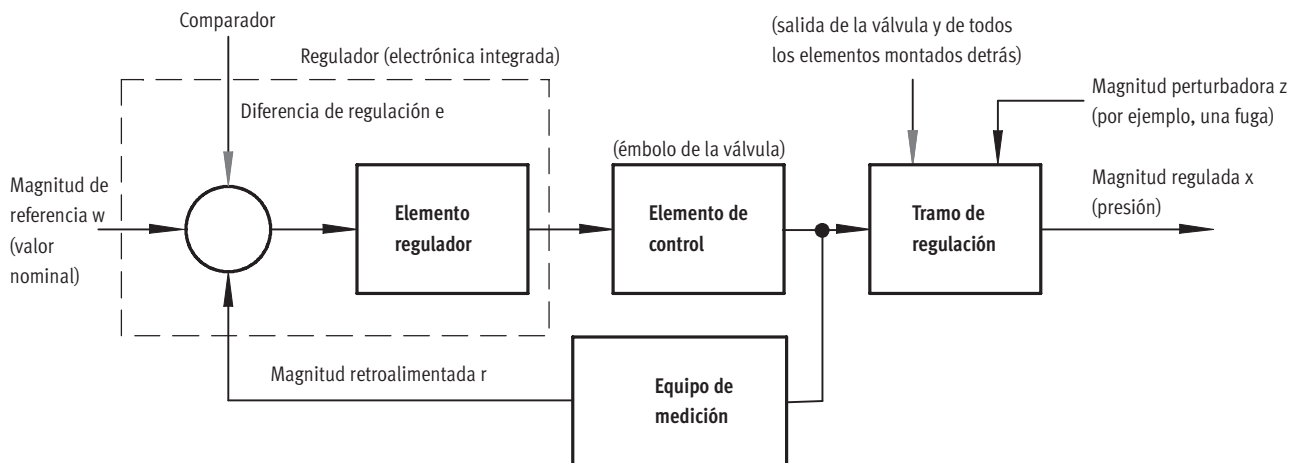 Comparador
(salida de la válvula y de todos
los elementos montados detrás)
Regulador (electrónica integrada)
Magnitud perturbadora z
(por ejemplo, una fuga)
Diferencia de regulación e
(émbolo de la válvula)
Magnitud de
referencia w
(valor
nominal)
Elemento
regulador
Elemento de
control
Tramo de
regulación
Magnitud regulada x
(presión)
Magnitud retroalimentada r
Equipo de
medición